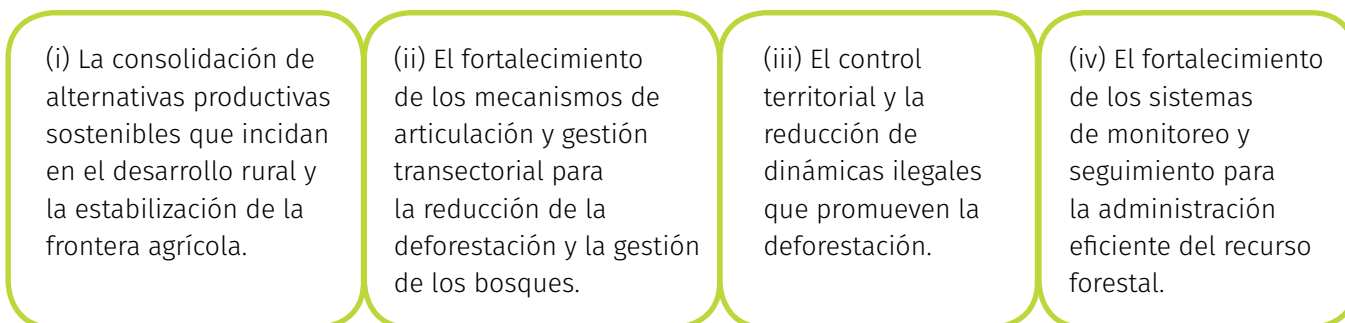 (i) La consolidación de
alternativas productivas
sostenibles que incidan
en el desarrollo rural y
la estabilización de la
frontera agrícola.
(ii) El fortalecimiento
de los mecanismos de
articulación y gestión
transectorial para
la reducción de la
deforestación y la gestión
de los bosques.
(iii) El control
territorial y la
reducción de
dinámicas ilegales
que promueven la
deforestación.
(iv) El fortalecimiento
de los sistemas
de monitoreo y
seguimiento para
la administración
eficiente del recurso
forestal.